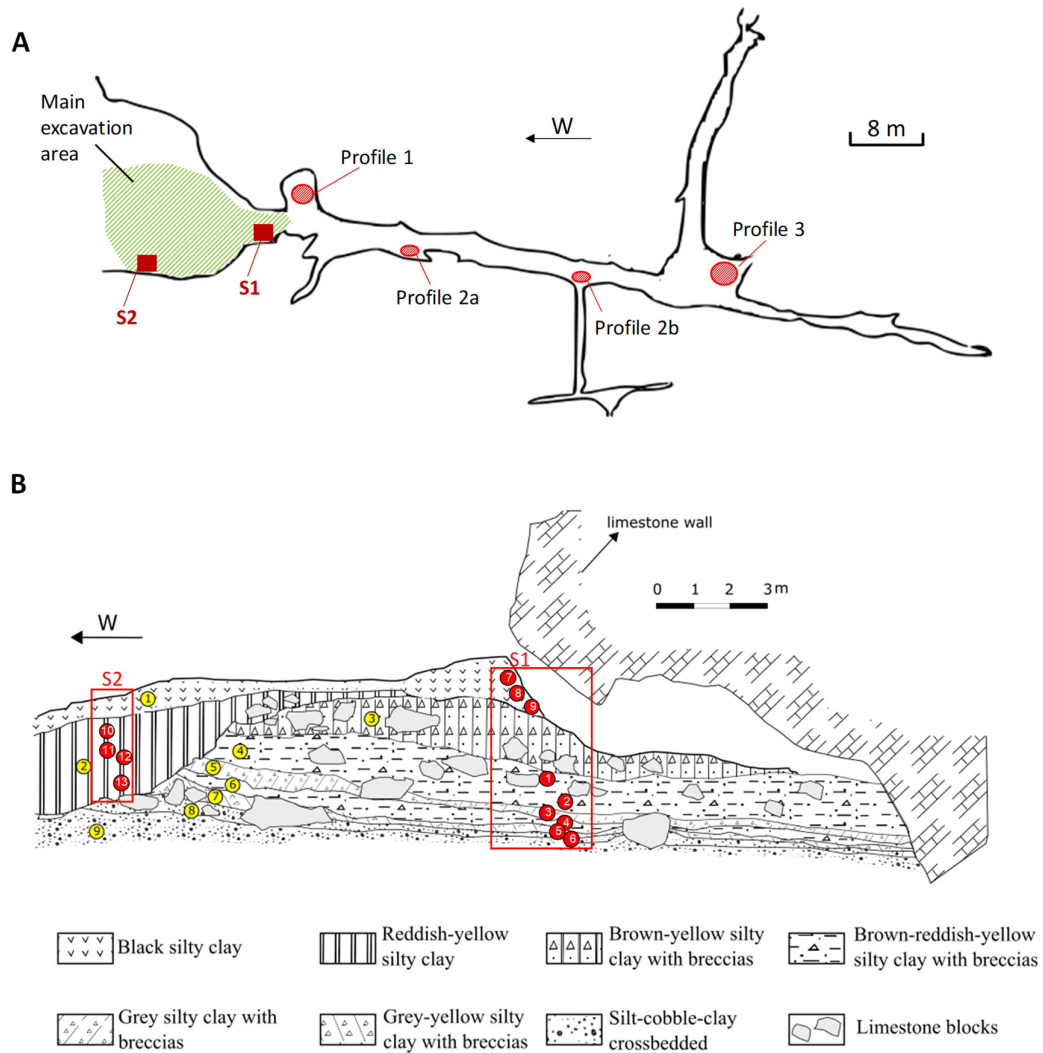 A
Main
excavation
area
W
8 m
Profile 1
Profile 3
S1
S2
Profile 2a
Profile 2b
B
limestone wall
0 1 2 3 m
W
S1
S2
7
1
8
9
3
10
11
12
4
2
5
1
13
6
7
2
8
3
4
9
5
6
Black silty clay
Reddish-yellow
silty clay
Brown-yellow silty
clay with breccias
Brown-reddish-yellow
silty clay with breccias
Grey silty clay with
breccias
Grey-yellow silty
clay with breccias
Silt-cobble-clay
crossbedded
Limestone blocks